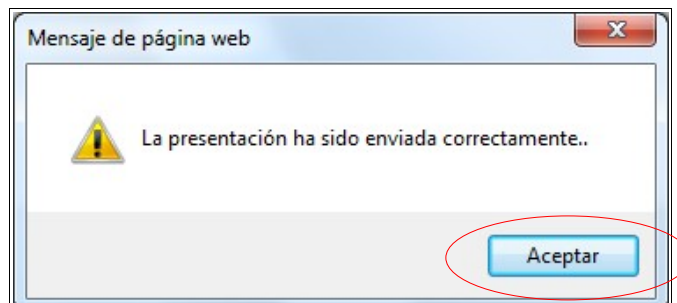 Mensaje de página web
La presentación ha sido enviada correctamente..
Aceptar